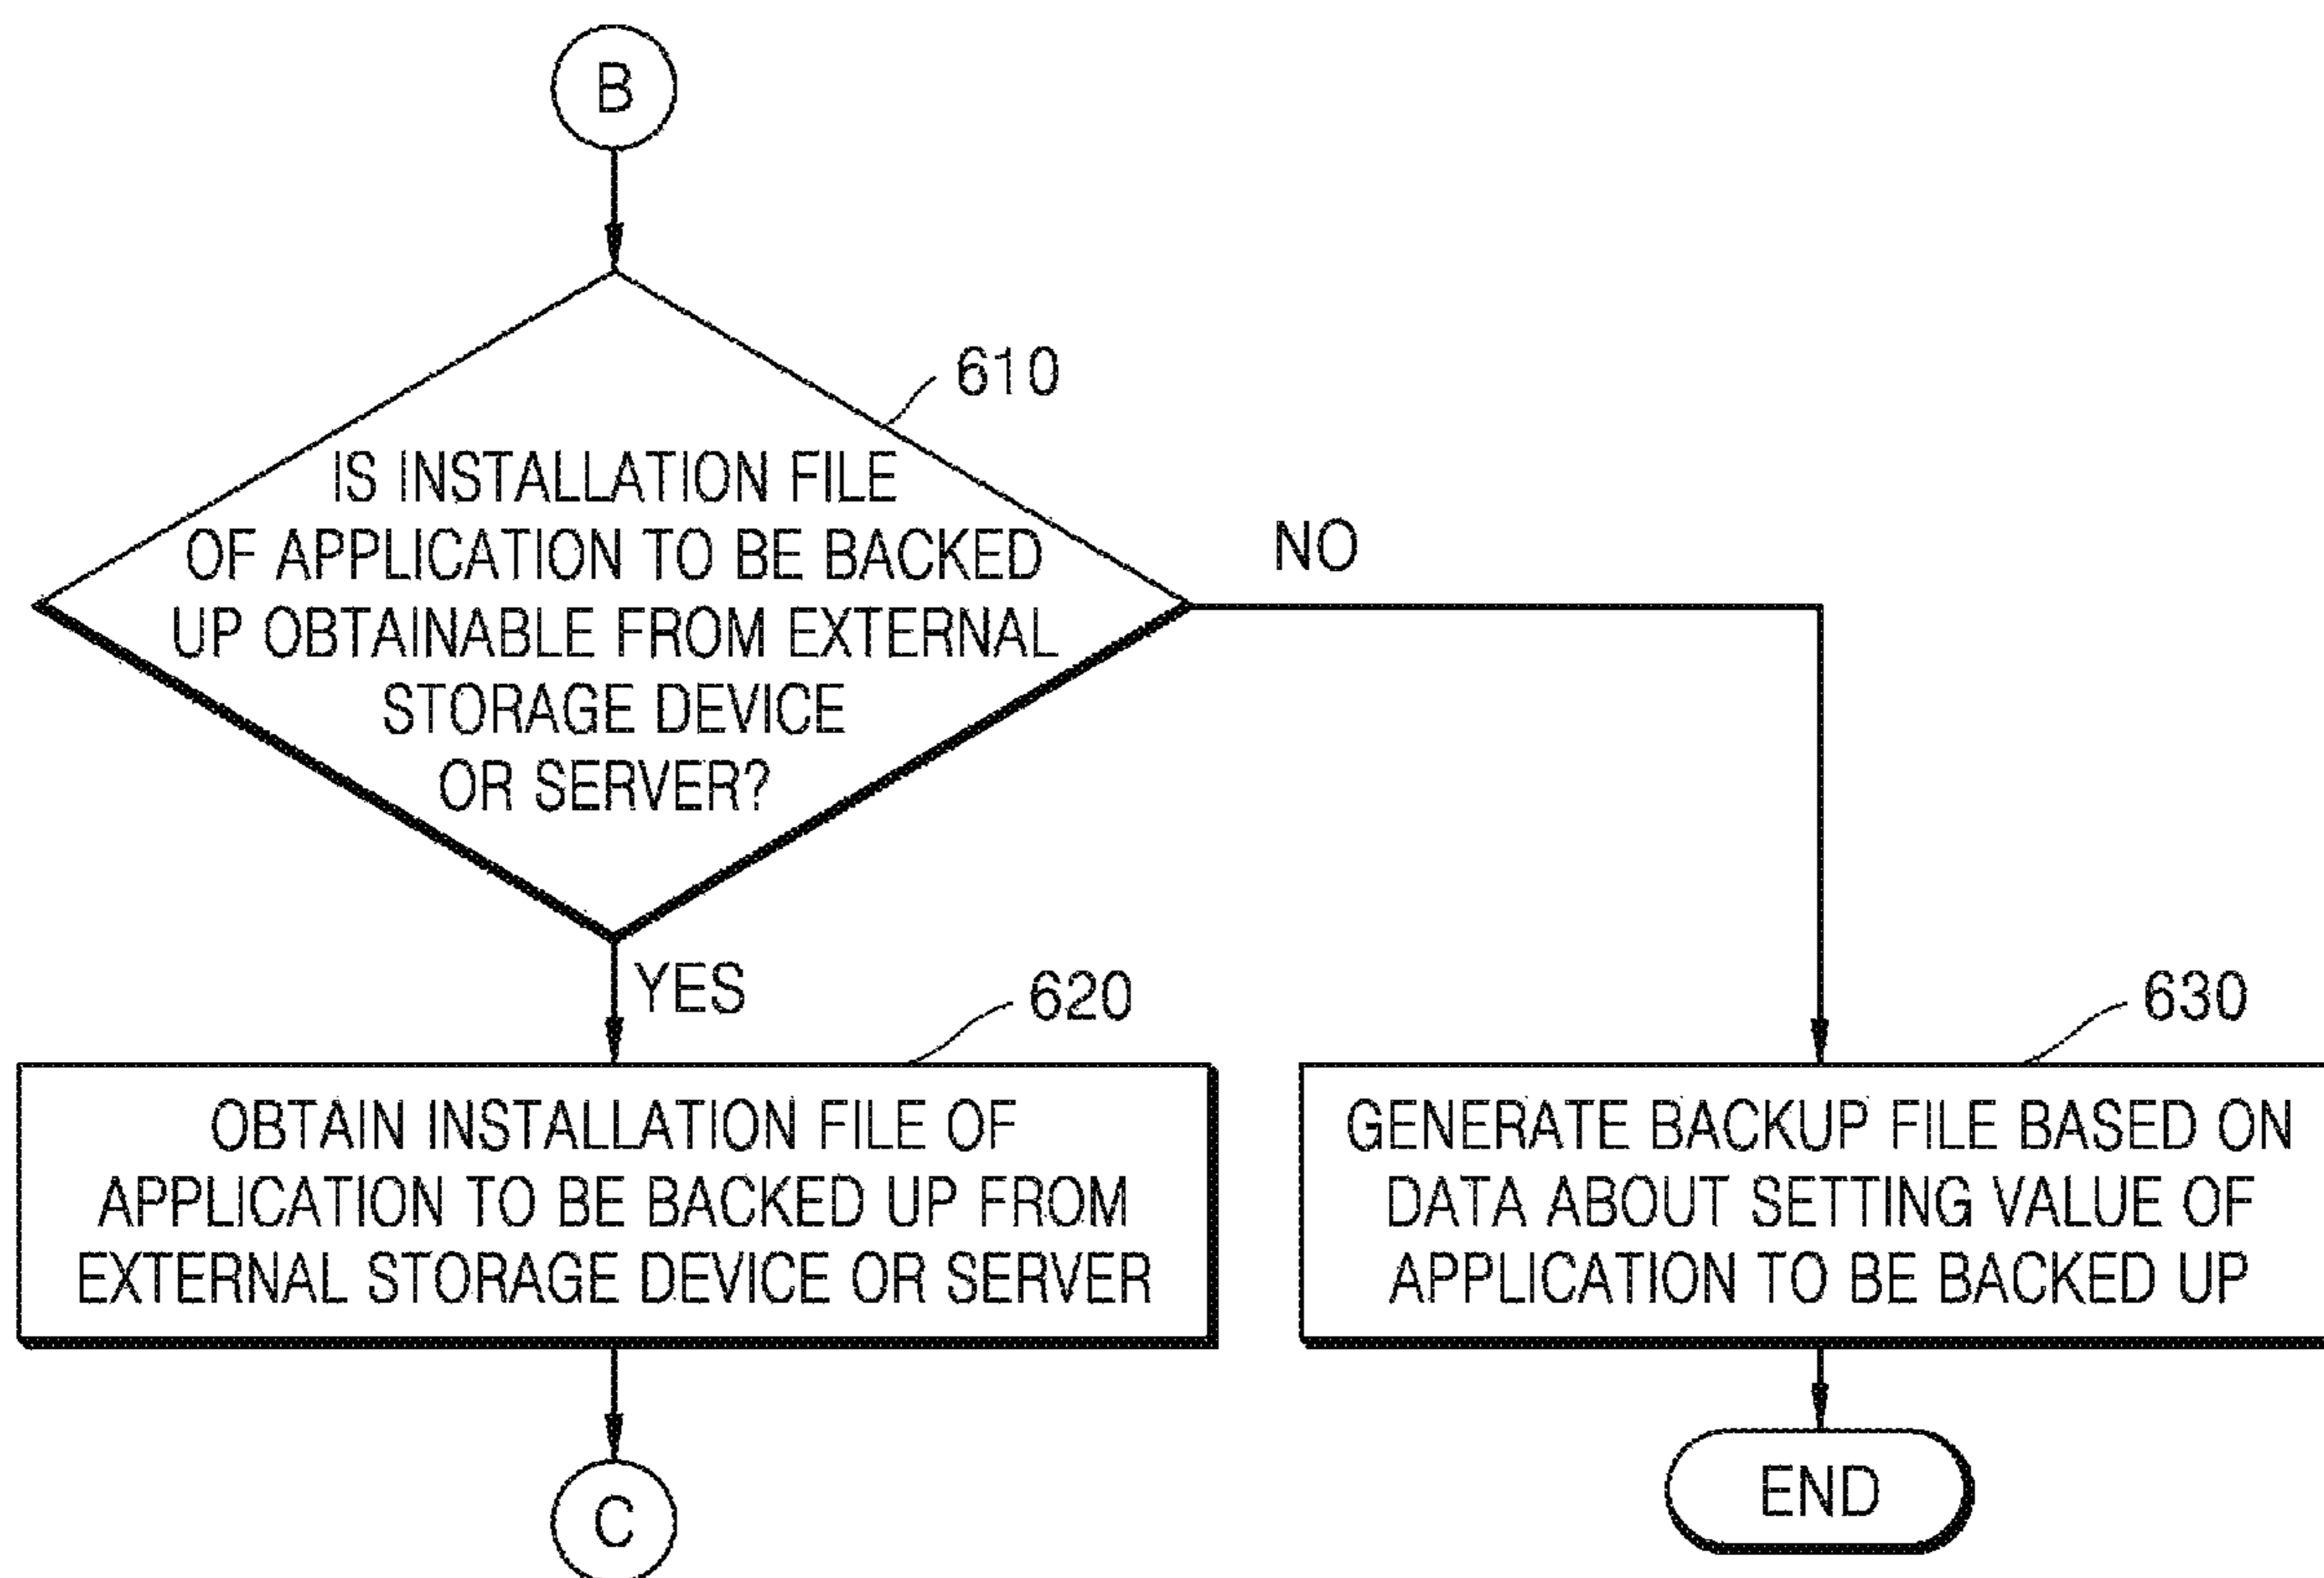 B
610
IS INSTALLATION FILE
OF APPLICATION TO BE BACKED
UP OBTAINABLE FROM EXTERNAL
STORAGE DEVICE
OR SERVER?
NO
YES
620
OBTAIN INSTALLATION FILE OF
APPLICATION TO BE BACKED UP FROM
EXTERNAL STORAGE DEVICE OR SERVER
630
GENERATE BACKUP FILE BASED ON
DATA ABOUT SETTING VALUE OF
APPLICATION TO BE BACKED UP
C
END